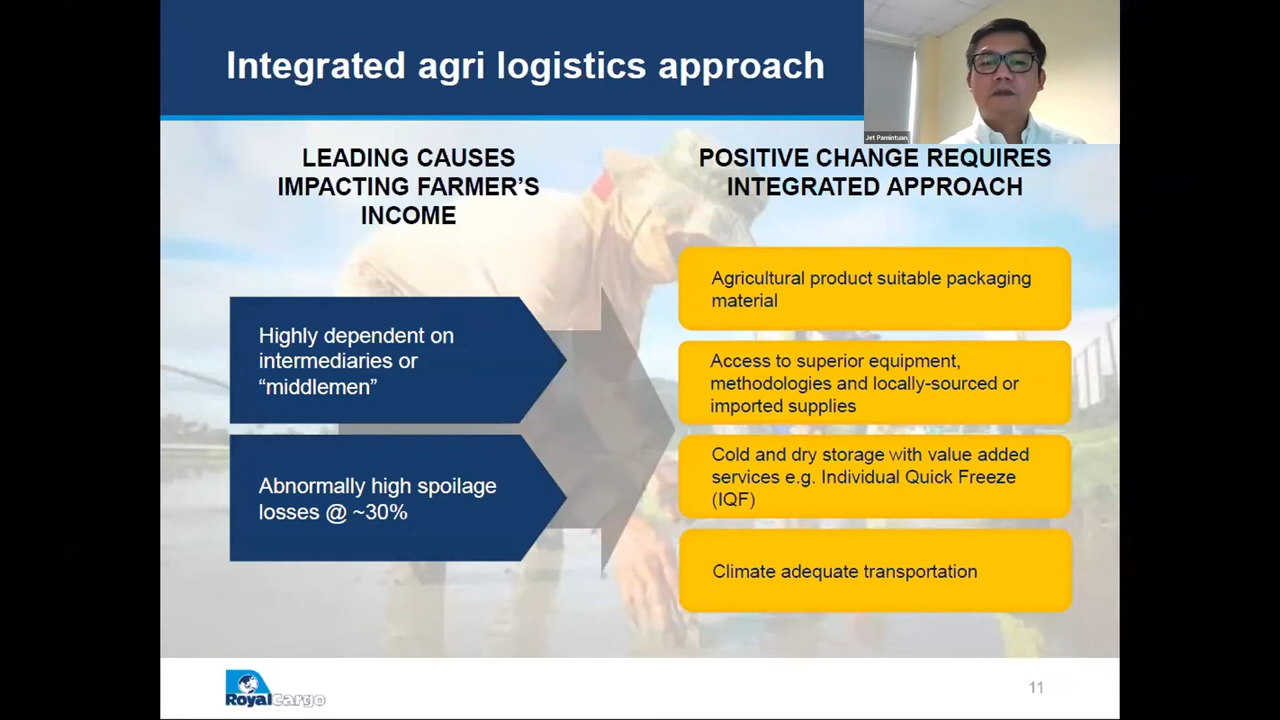 Integrated agri logistics approach
Jet Pamintuan
LEADING CAUSES
IMPACTING FARMER'S
INCOME
Highly dependent on
intermediaries or
“middlemen”
Abnormally high spoilage
losses @ ~30%
POSITIVE CHANGE REQUIRES
INTEGRATED APPROACH
Agricultural product suitable packaging
material
Access to superior equipment,
methodologies and locally-sourced or
imported supplies
Cold and dry storage with value added
services e.g. Individual Quick Freeze
(IQF)
Climate adequate transportation
RoyalCargo
11